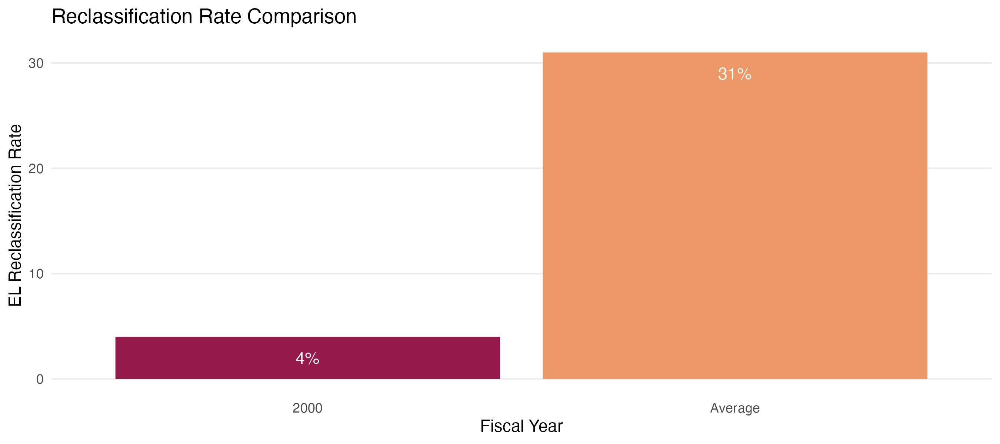 Reclassification Rate Comparison
EL Reclassification Rate
30
20
10
0
31%
4%
2000
Average
Fiscal Year